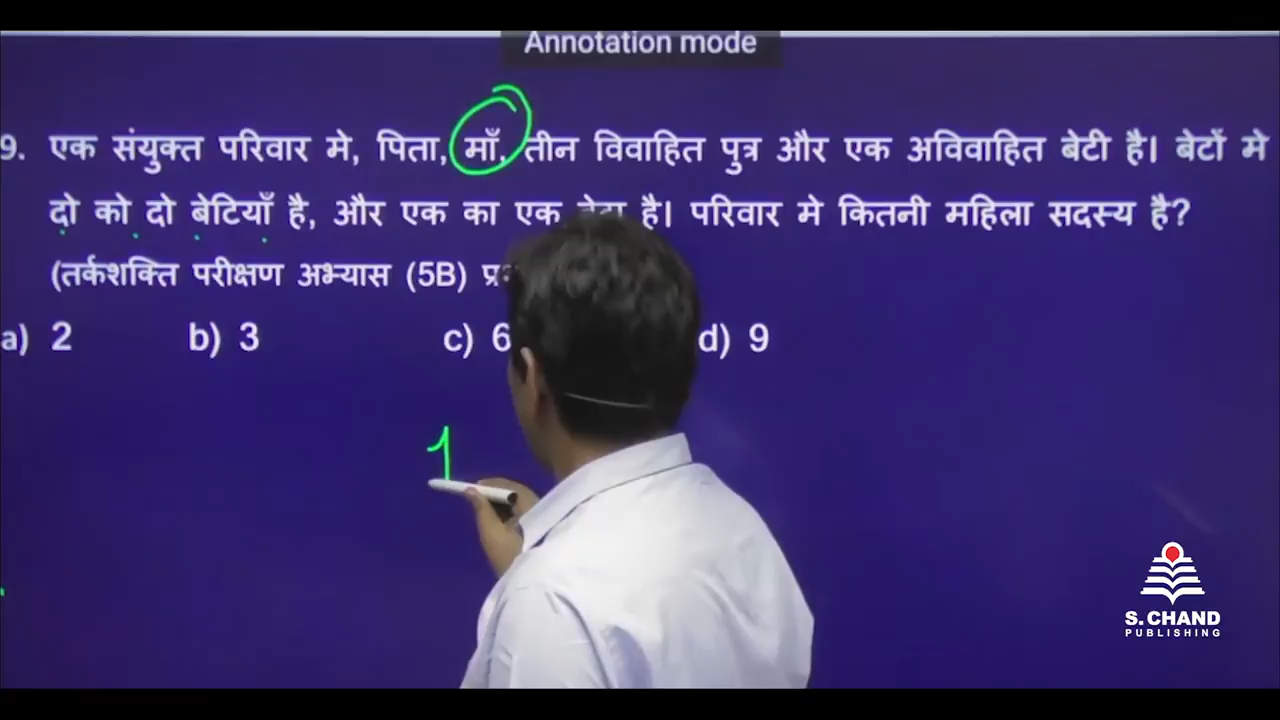 Annotation mode
9. एक संयुक्त परिवार मे, पिता, माँ, तीन विवाहित पुत्र और एक अविवाहित बेटी है। बेटों मे
दो को दो बेटियाँ है, और एक का एक बेटा है। परिवार मे कितनी महिला सदस्य है?
(तर्कशक्ति परीक्षण अभ्यास (5B)
a) 2 b) 3 c) 6 d) 9
1
S. CHAND
PUBLISHING